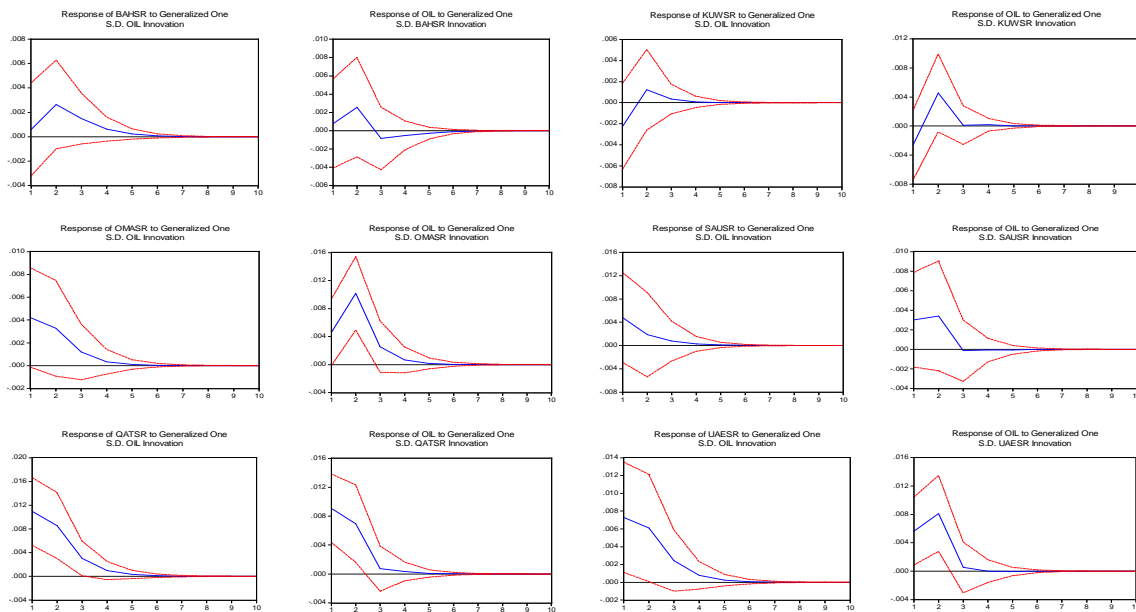 Response of BAHSR to Generalized One
S.D. OIL Innovation
.008
.006
.004
.002
.000
-.002
-.004
1 2 3 4 5 6 7 8 9 10
Response of OIL to Generalized One
S.D. BAHSR Innovation
.010
.008
.006
.004
.002
.000
-.002
-.004
-.006
1 2 3 4 5 6 7 8 9 10
Response of KUWSR to Generalized One
S.D. OIL Innovation
.006
.004
.002
.000
-.002
-.004
-.006
-.008
1 2 3 4 5 6 7 8 9 10
Response of OIL to Generalized One
S.D. KUWSR Innovation
.012
.008
.004
.000
-.004
-.008
1 2 3 4 5 6 7 8 9
Response of OMASR to Generalized One
S.D. OIL Innovation
.010
.008
.006
.004
.002
.000
-.002
1 2 3 4 5 6 7 8 9 10
Response of OIL to Generalized One
S.D. OMASR Innovation
.016
.012
.008
.004
.000
-.004
1 2 3 4 5 6 7 8 9 10
Response of SAUSR to Generalized One
S.D. OIL Innovation
.016
.012
.008
.004
.000
-.004
-.008
1 2 3 4 5 6 7 8 9 10
Response of OIL to Generalized One
S.D. SAUSR Innovation
.010
.008
.006
.004
.002
.000
-.002
-.004
1 2 3 4 5 6 7 8 9 10
Response of QATSR to Generalized One
S.D. OIL Innovation
.020
.016
.012
.008
.004
.000
-.004
1 2 3 4 5 6 7 8 9 10
Response of OIL to Generalized One
S.D. QATSR Innovation
.016
.012
.008
.004
.000
-.004
1 2 3 4 5 6 7 8 9 10
Response of UAESR to Generalized One
S.D. OIL Innovation
.014
.012
.010
.008
.006
.004
.002
.000
-.002
1 2 3 4 5 6 7 8 9 10
Response of OIL to Generalized One
S.D. UAESR Innovation
.016
.012
.008
.004
.000
-.004
1 2 3 4 5 6 7 8 9 10